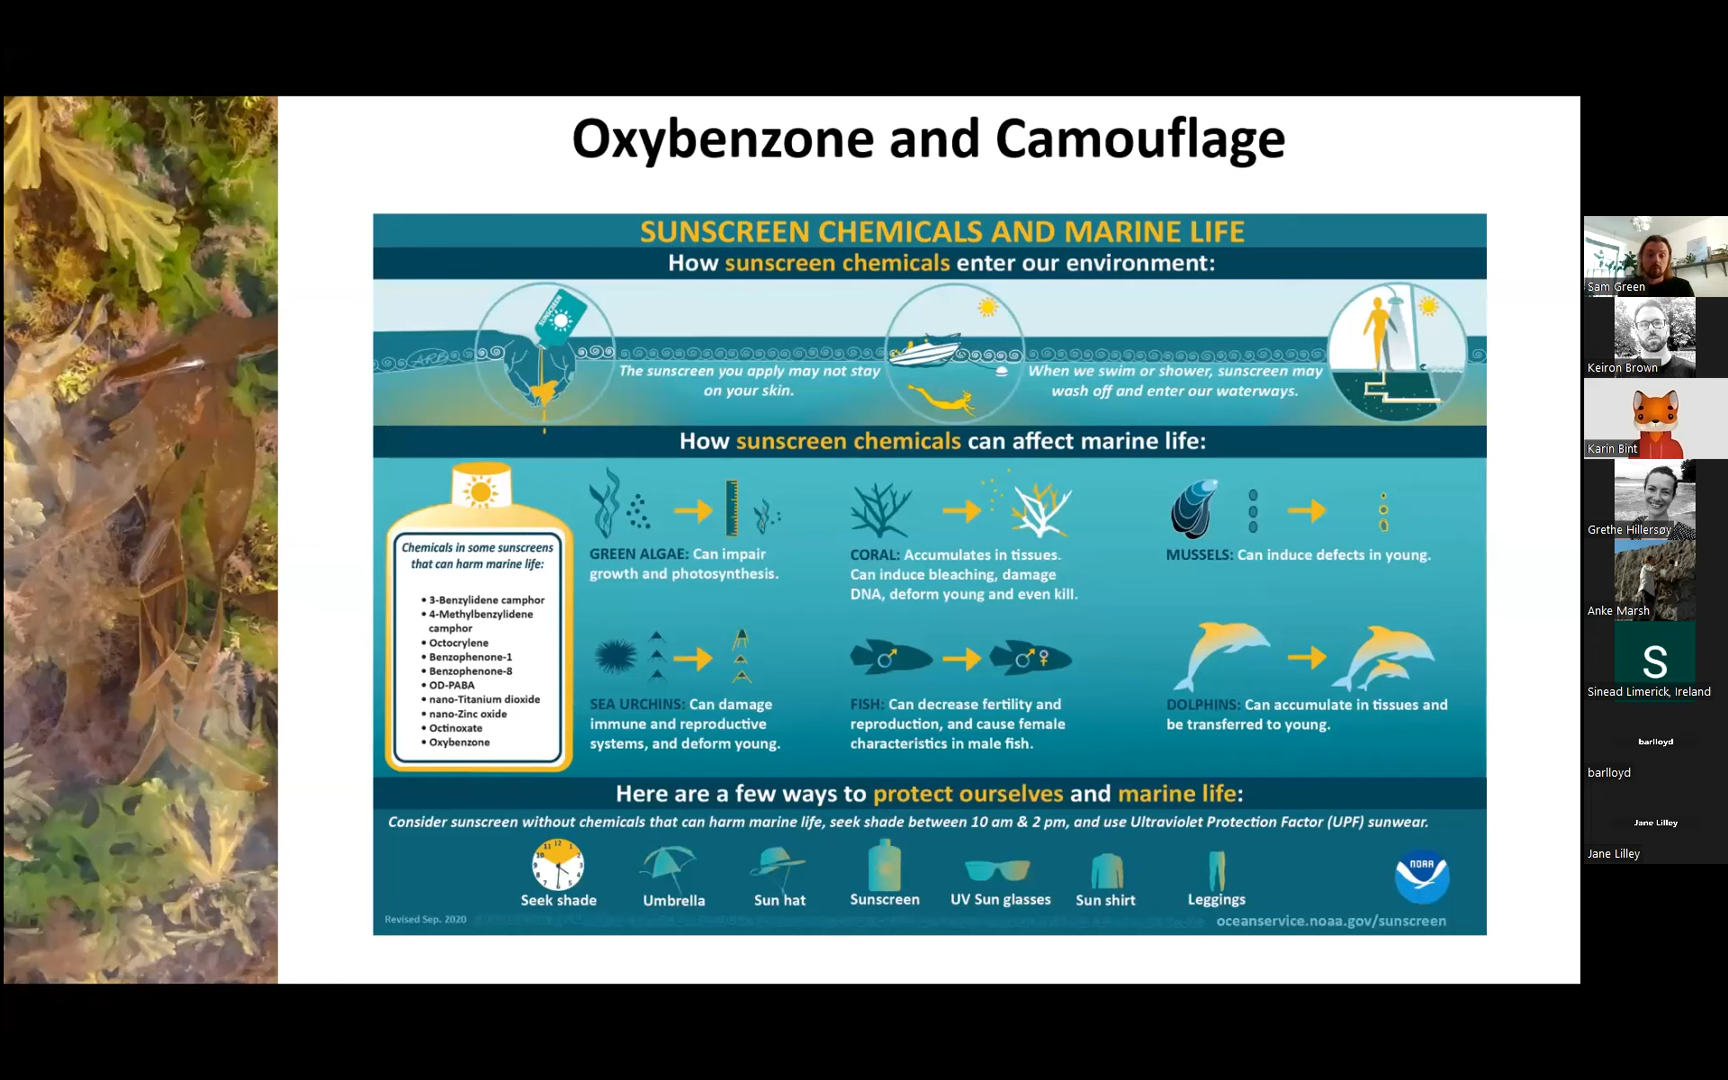 Oxybenzone and Camouflage
SUNSCREEN CHEMICALS AND MARINE LIFE
How sunscreen chemicals enter our environment:
SUNSCREEN
ARB
The sunscreen you apply may not stay
on your skin.
When we swim or shower, sunscreen may
wash off and enter our waterways.
How sunscreen chemicals can affect marine life:
Chemicals in some sunscreens
that can harm marine life:
• 3-Benzylidene camphor
• 4-Methylbenzylidene
camphor
• Octocrylene
• Benzophenone-1
• Benzophenone-8
• OD-PABA
• nano-Titanium dioxide
• nano-Zinc oxide
• Octinoxate
• Oxybenzone
GREEN ALGAE: Can impair
growth and photosynthesis.
CORAL: Accumulates in tissues.
Can induce bleaching, damage
DNA, deform young and even kill.
MUSSELS: Can induce defects in young.
SEA URCHINS: Can damage
immune and reproductive
systems, and deform young.
FISH: Can decrease fertility and
reproduction, and cause female
characteristics in male fish.
DOLPHINS: Can accumulate in tissues and
be transferred to young.
Here are a few ways to protect ourselves and marine life:
Consider sunscreen without chemicals that can harm marine life, seek shade between 10 am & 2 pm, and use Ultraviolet Protection Factor (UPF) sunwear.
Seek shade
Umbrella
Sun hat
Sunscreen
UV Sun glasses
Sun shirt
Leggings
NOAA
Revised Sep. 2020
oceanservice.noaa.gov/sunscreen
Sam Green
Keiron Brown
Karin Bint
Grethe Hillersøy
Anke Marsh
S
Sinead Limerick, Ireland
barlloyd
barlloyd
Jane Lilley
Jane Lilley